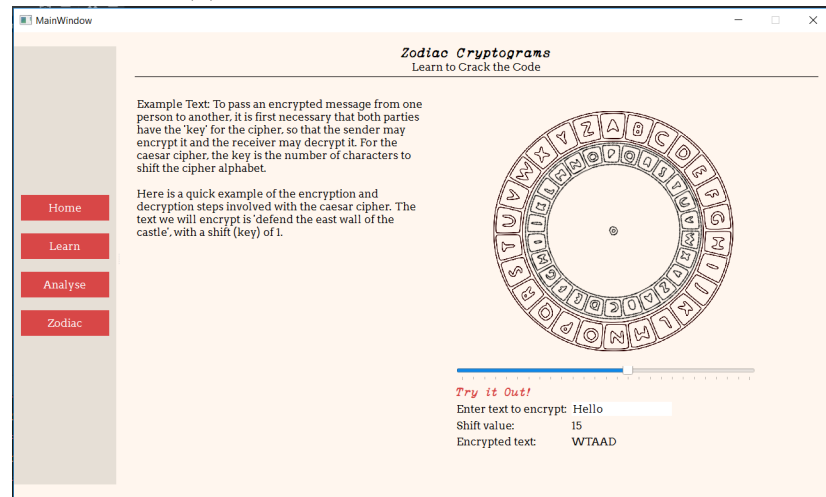 MainWindow
Zodiac Cryptograms
Learn to Crack the Code
Example Text: To pass an encrypted message from one
person to another, it is first necessary that both parties
have the 'key' for the cipher, so that the sender may
encrypt it and the receiver may decrypt it. For the
caesar cipher, the key is the number of characters to
shift the cipher alphabet.
Here is a quick example of the encryption and
decryption steps involved with the caesar cipher. The
text we will encrypt is 'defend the east wall of the
castle', with a shift (key) of 1.
Home
Learn
Analyse
Zodiac
Try it Out!
Enter text to encrypt: Hello
Shift value: 15
Encrypted text: WTAAD